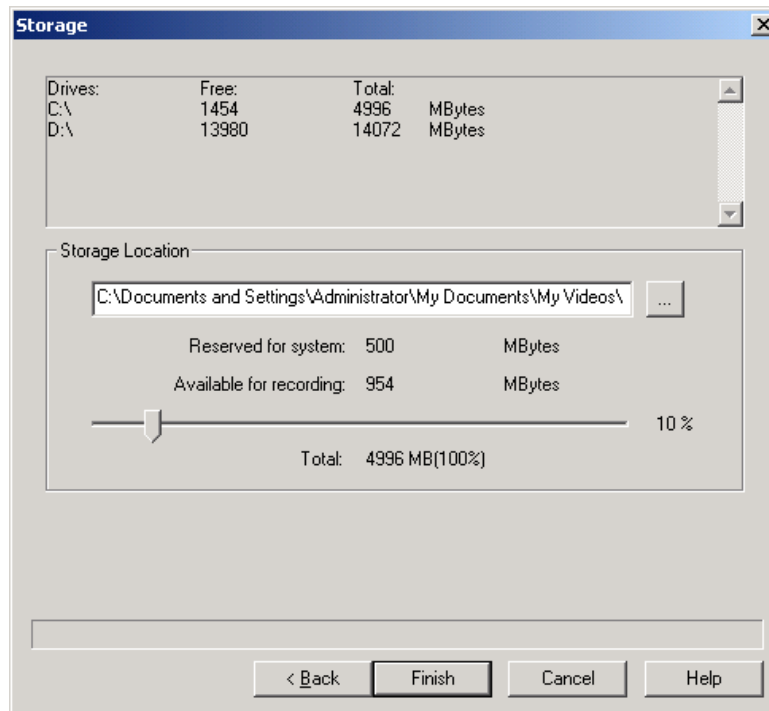 Storage
Drives: Free: Total:
C:\ 1454 4996 MBytes
D:\ 13980 14072 MBytes
Storage Location
C:\Documents and Settings\Administrator\My Documents\My Videos\ ...
Reserved for system: 500 MBytes
Available for recording: 954 MBytes
10 %
Total: 4996 MB(100%)
< Back Finish Cancel Help